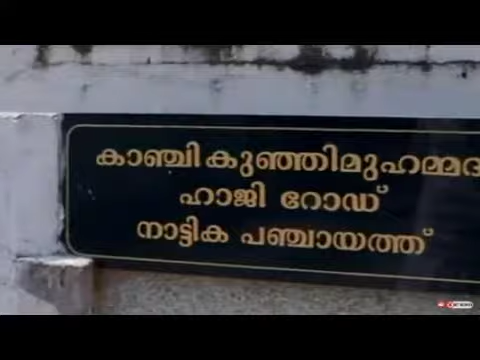 കാഞ്ചി കുഞ്ഞിമുഹമ്മദ
ഹാജി റോഡ്
നാട്ടിക പഞ്ചായത്ത്